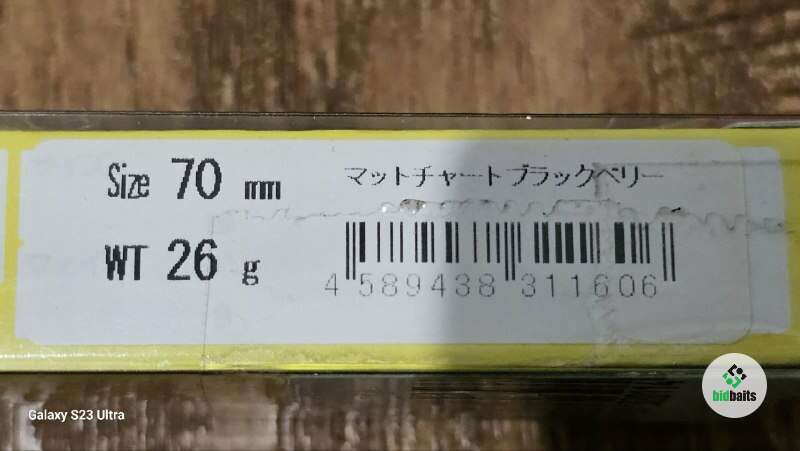 Size 70 mm
マットチャートブラックベリー
WT 26 g
4 589438 311606
Galaxy S23 Ultra
bidbaits